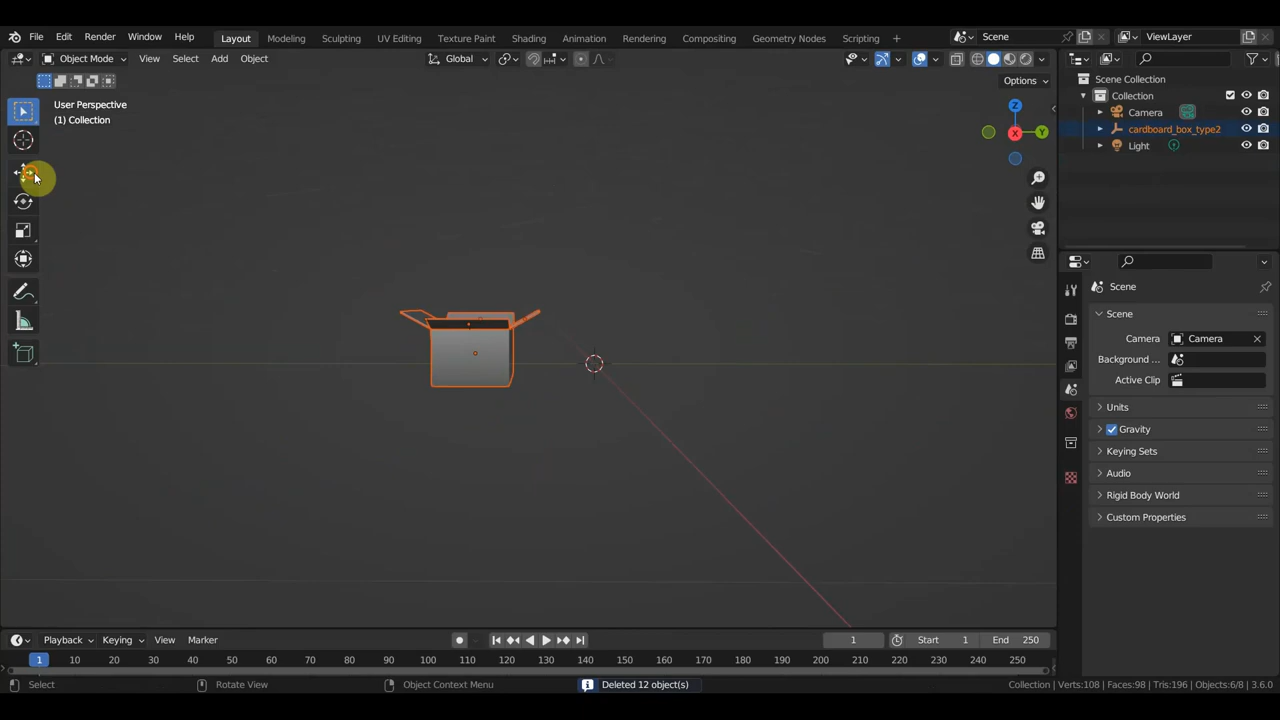 File Edit Render Window Help Layout Modeling Sculpting UV Editing Texture Paint Shading Animation Rendering Compositing Geometry Nodes Scripting + Scene ViewLayer
Object Mode View Select Add Object Global
Options
User Perspective
(1) Collection
Z
Y
X
Scene Collection
Collection
Camera
cardboard_box_type2
Light
Scene
Scene
Camera Camera
Background ...
Active Clip
Units
Gravity
Keying Sets
Audio
Rigid Body World
Custom Properties
Playback Keying View Marker 1 Start 1 End 250
1 10 20 30 40 50 60 70 80 90 100 110 120 130 140 150 160 170 180 190 200 210 220 230 240 250
Select Rotate View Object Context Menu Deleted 12 object(s) Collection | Verts:108 | Faces:98 | Tris:196 | Objects:6/8 | 3.6.0